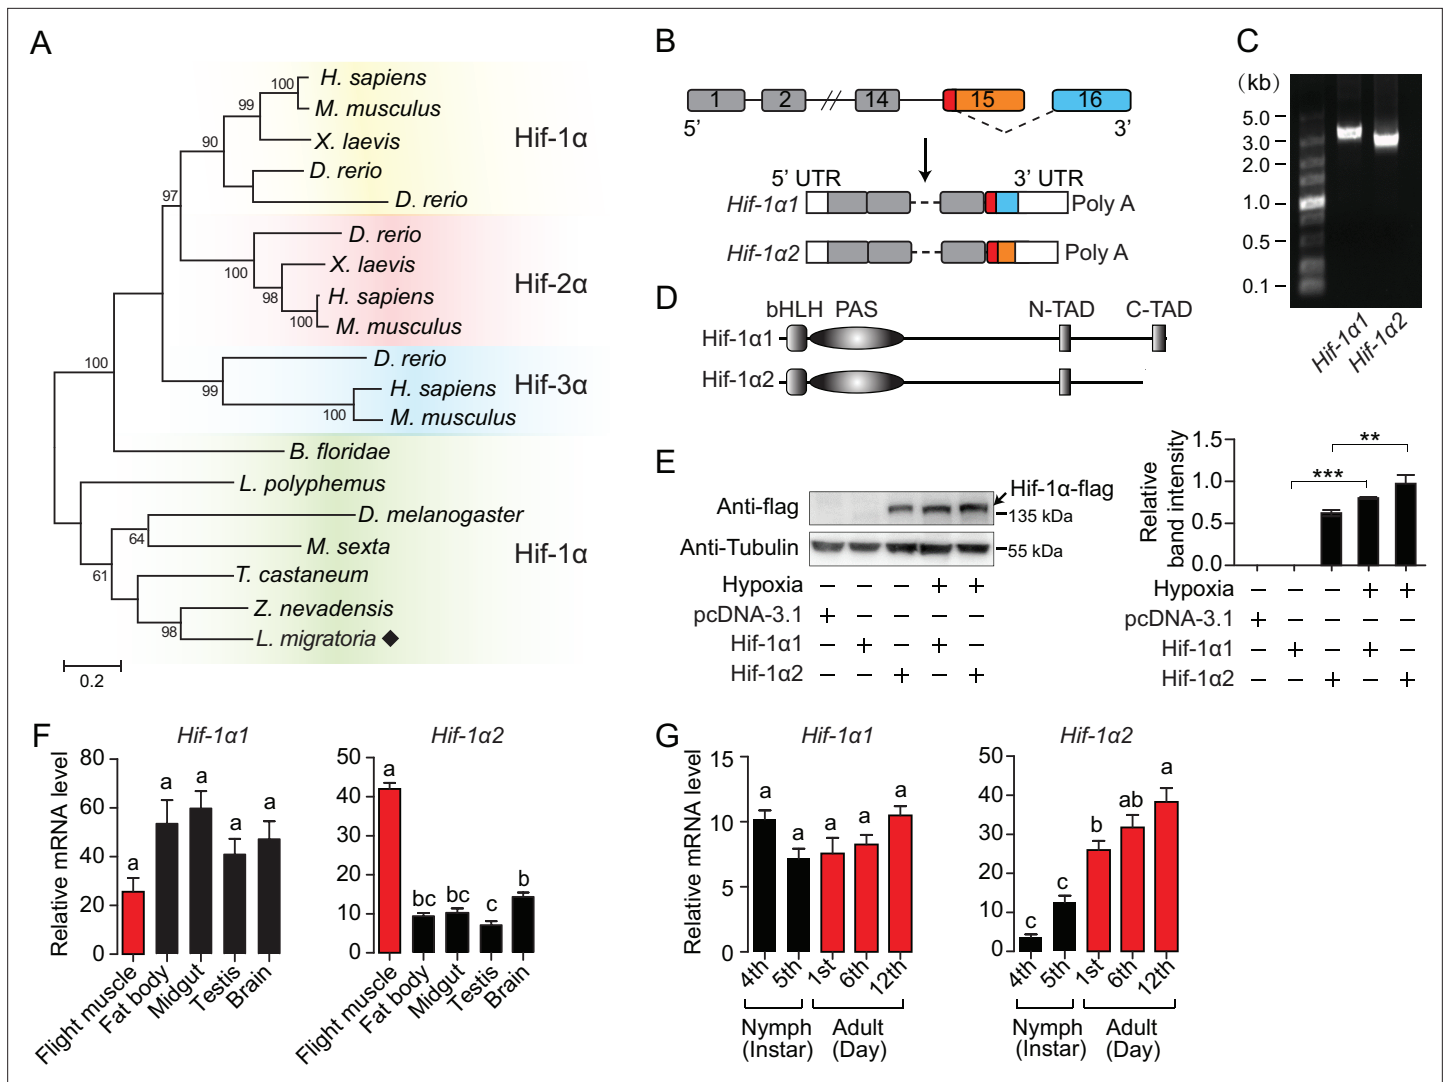 A
H. sapiens
100
M. musculus
99
X. laevis
90
D. rerio
D. rerio
Hif-1α
97
D. rerio
100
X. laevis
98
H. sapiens
100
M. musculus
Hif-2α
100
D. rerio
99
H. sapiens
100
M. musculus
Hif-3α
B. floridae
L. polyphemus
D. melanogaster
64
M. sexta
61
T. castaneum
Z. nevadensis
98
L. migratoria
Hif-1α
0.2
B
1 2 14 15 16
5’ 3’
5’ UTR 3’ UTR
Hif-1α1 Poly A
Hif-1α2 Poly A
C
(kb)
5.0
3.0
2.0
1.0
0.5
0.1
Hif-1α1 Hif-1α2
D
bHLH PAS N-TAD C-TAD
Hif-1α1
Hif-1α2
E
Hif-1α-flag
Anti-flag
135 kDa
Anti-Tubulin
55 kDa
Hypoxia − − − + +
pcDNA-3.1 + − − − −
Hif-1α1 − + − + −
Hif-1α2 − − + − +
Relative
band intensity
1.5
1.0
0.5
0.0
***
**
Hypoxia − − − + +
pcDNA-3.1 + − − − −
Hif-1α1 − + − + −
Hif-1α2 − − + − +
F
Hif-1α1
Relative mRNA level
80
60
40
20
0
a a a a a
Flight muscle Fat body Midgut Testis Brain
Hif-1α2
50
40
30
20
10
0
a bc bc c b
Flight muscle Fat body Midgut Testis Brain
G
Hif-1α1
Relative mRNA level
15
10
5
0
a a a a a
4th 5th 1st 6th 12th
Nymph Adult
(Instar) (Day)
Hif-1α2
50
40
30
20
10
0
c c b ab a
4th 5th 1st 6th 12th
Nymph Adult
(Instar) (Day)